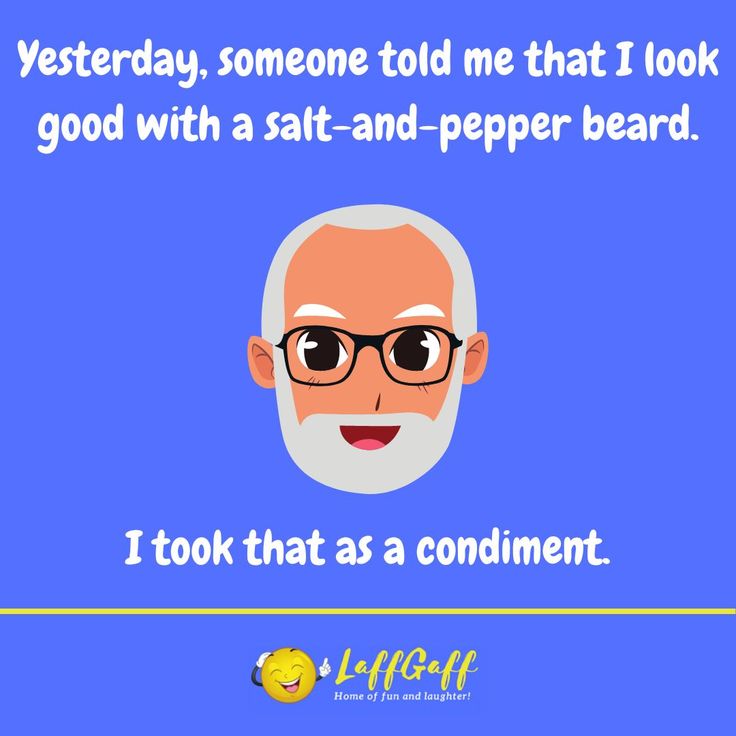 Yesterday, someone told me that I look
good with a salt-and-pepper beard.
I took that as a condiment.
LaffGaff
Home of fun and laughter!